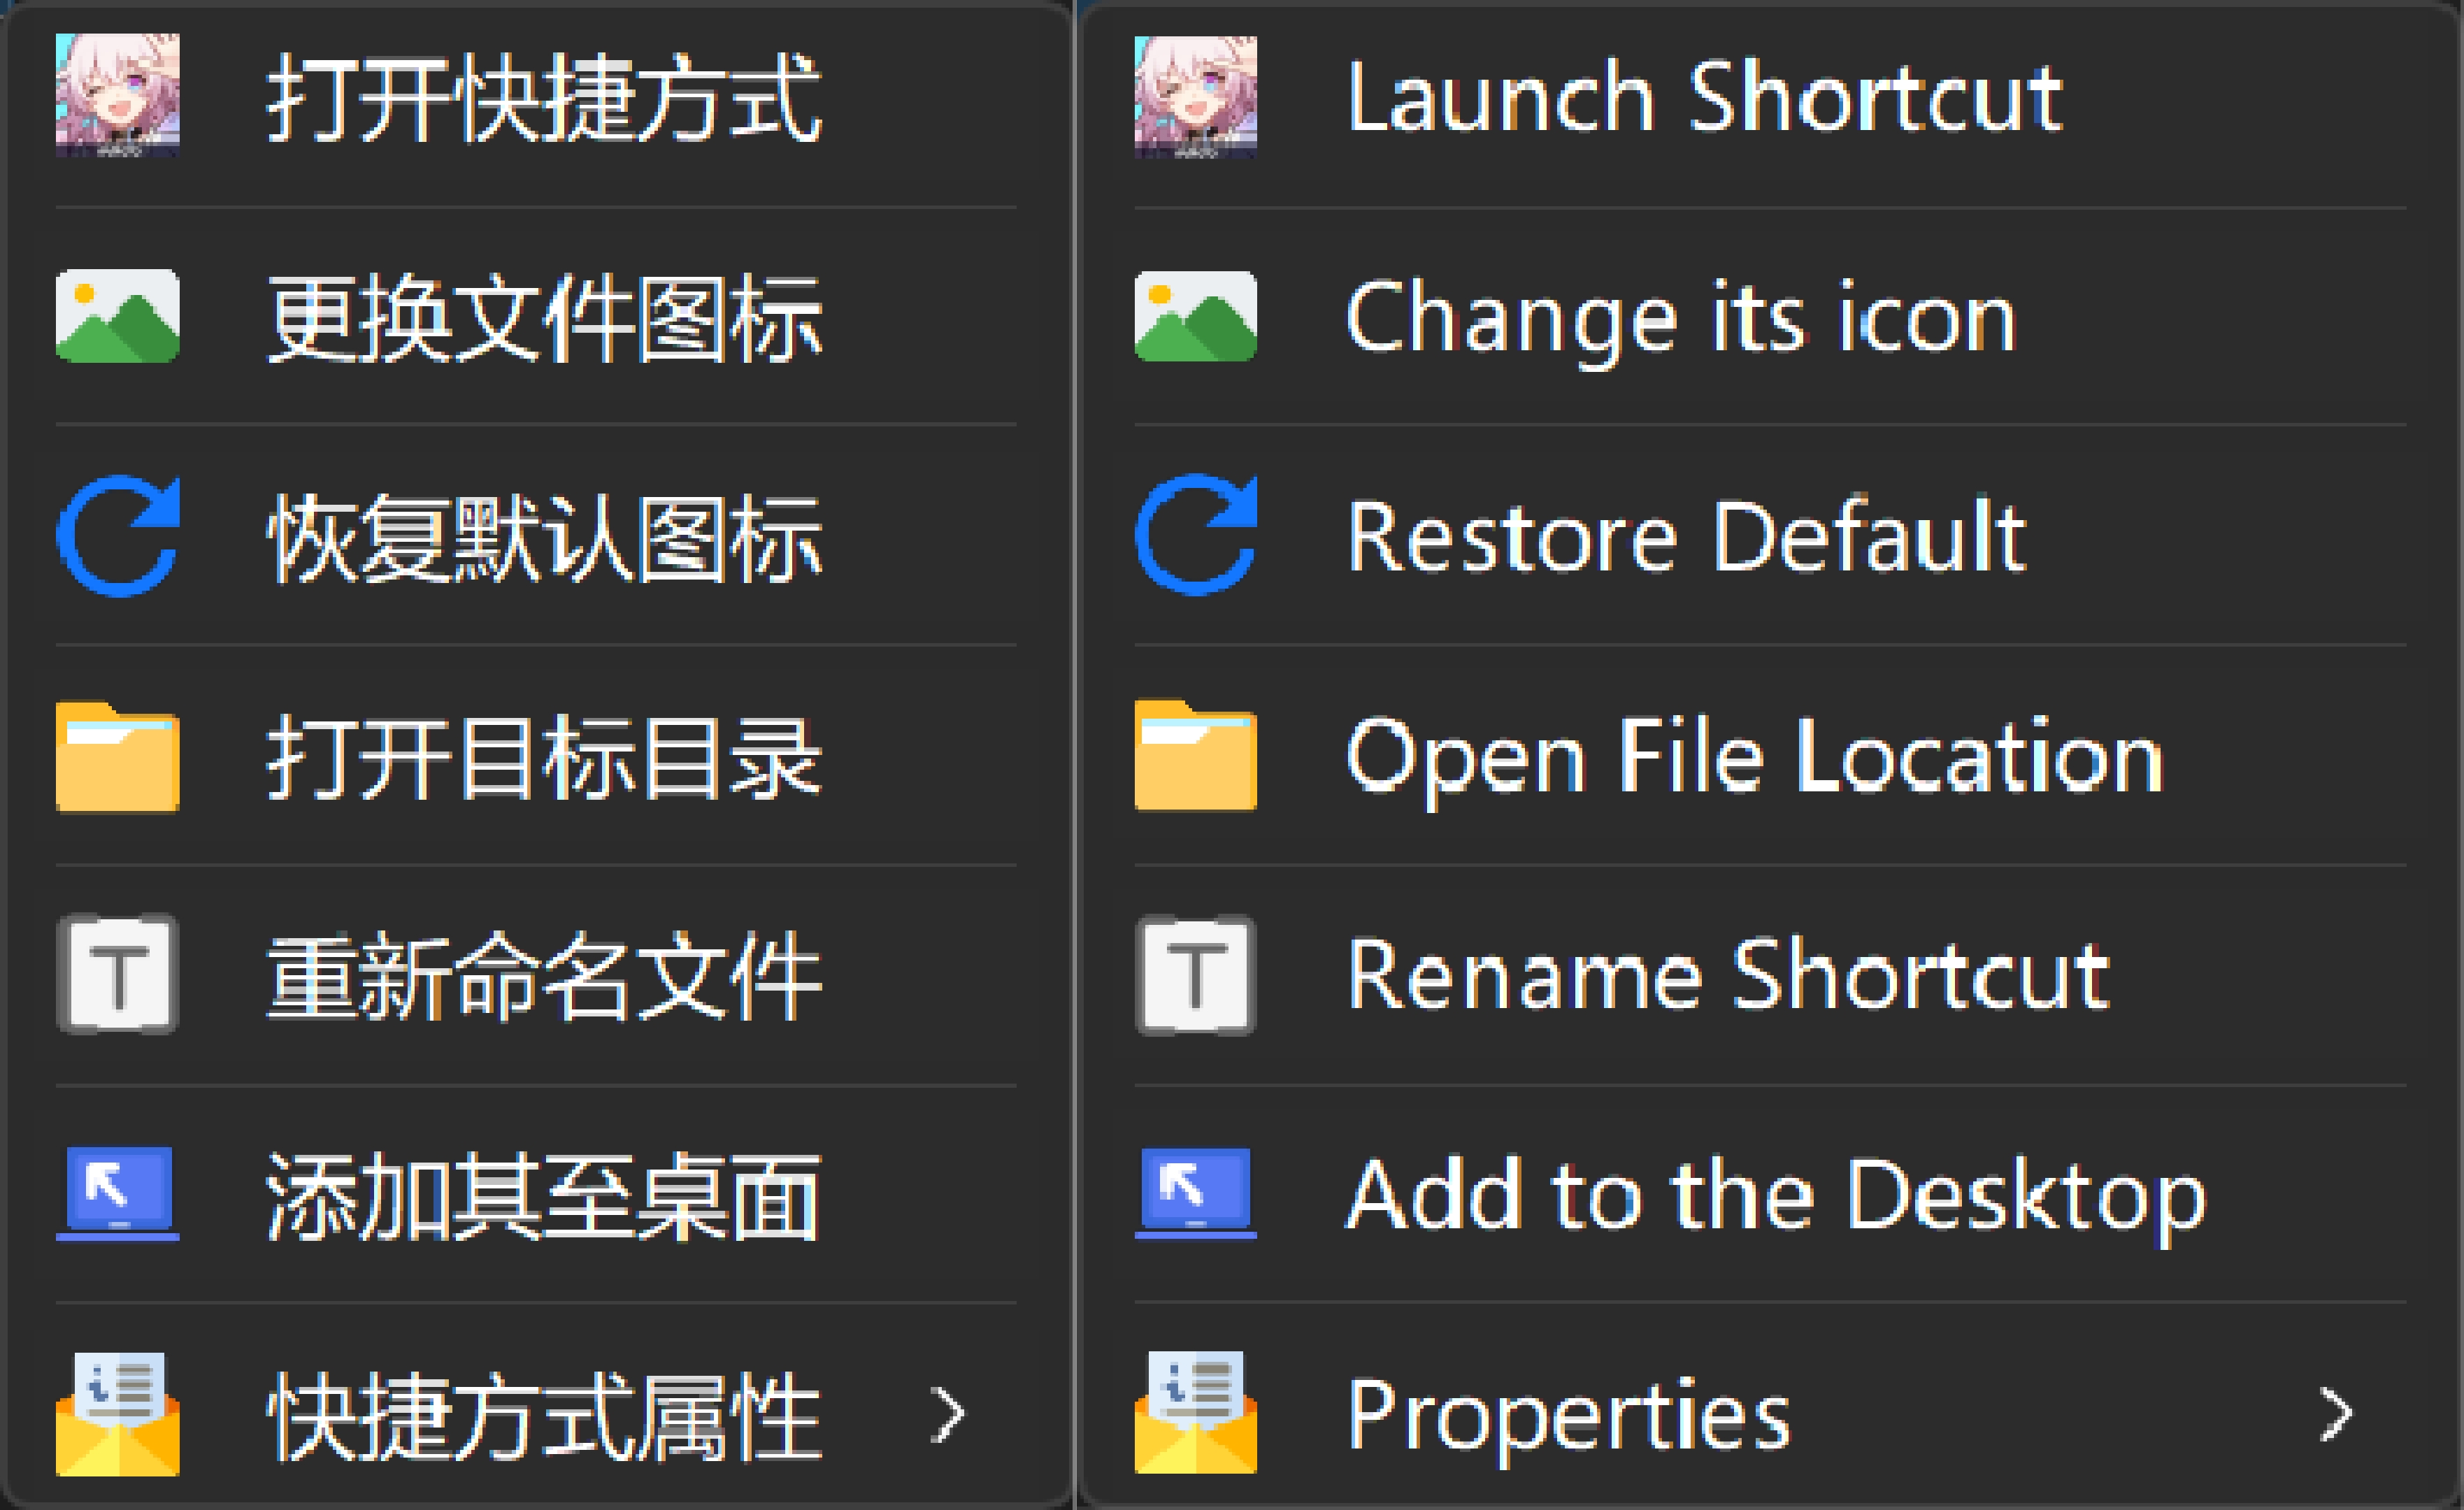 打开快捷方式
更换文件图标
恢复默认图标
打开目标目录
重新命名文件
添加其至桌面
快捷方式属性
Launch Shortcut
Change its icon
Restore Default
Open File Location
T
Rename Shortcut
Add to the Desktop
Properties